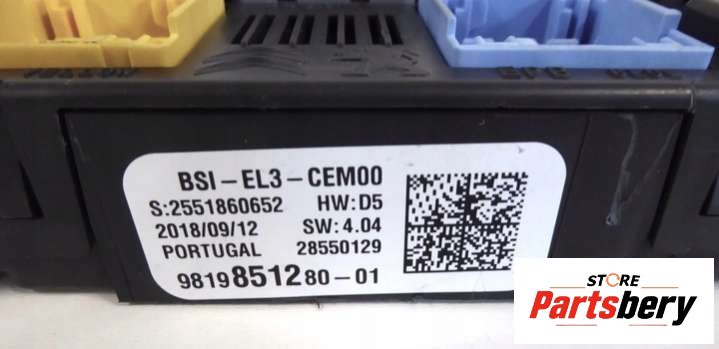 BSI-EL3-CEM00
S:2551860652 HW:D5
2018/09/12 SW:4.04
PORTUGAL 28550129
9819851280-01
STORE
Partsbery